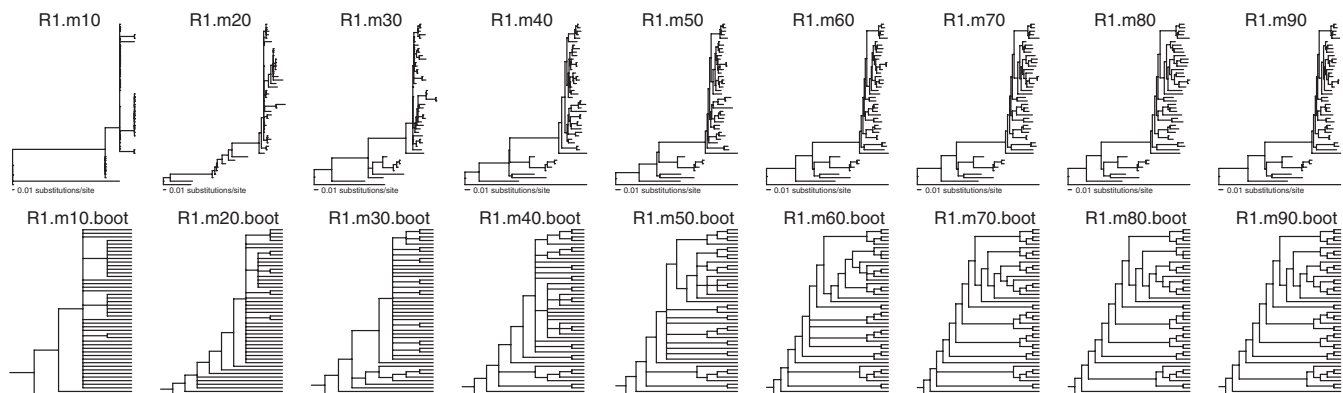 R1.m10 R1.m20 R1.m30 R1.m40 R1.m50 R1.m60 R1.m70 R1.m80 R1.m90
0.01 substitutions/site 0.01 substitutions/site 0.01 substitutions/site 0.01 substitutions/site 0.01 substitutions/site 0.01 substitutions/site 0.01 substitutions/site 0.01 substitutions/site 0.01 substitutions/site
R1.m10.boot R1.m20.boot R1.m30.boot R1.m40.boot R1.m50.boot R1.m60.boot R1.m70.boot R1.m80.boot R1.m90.boot